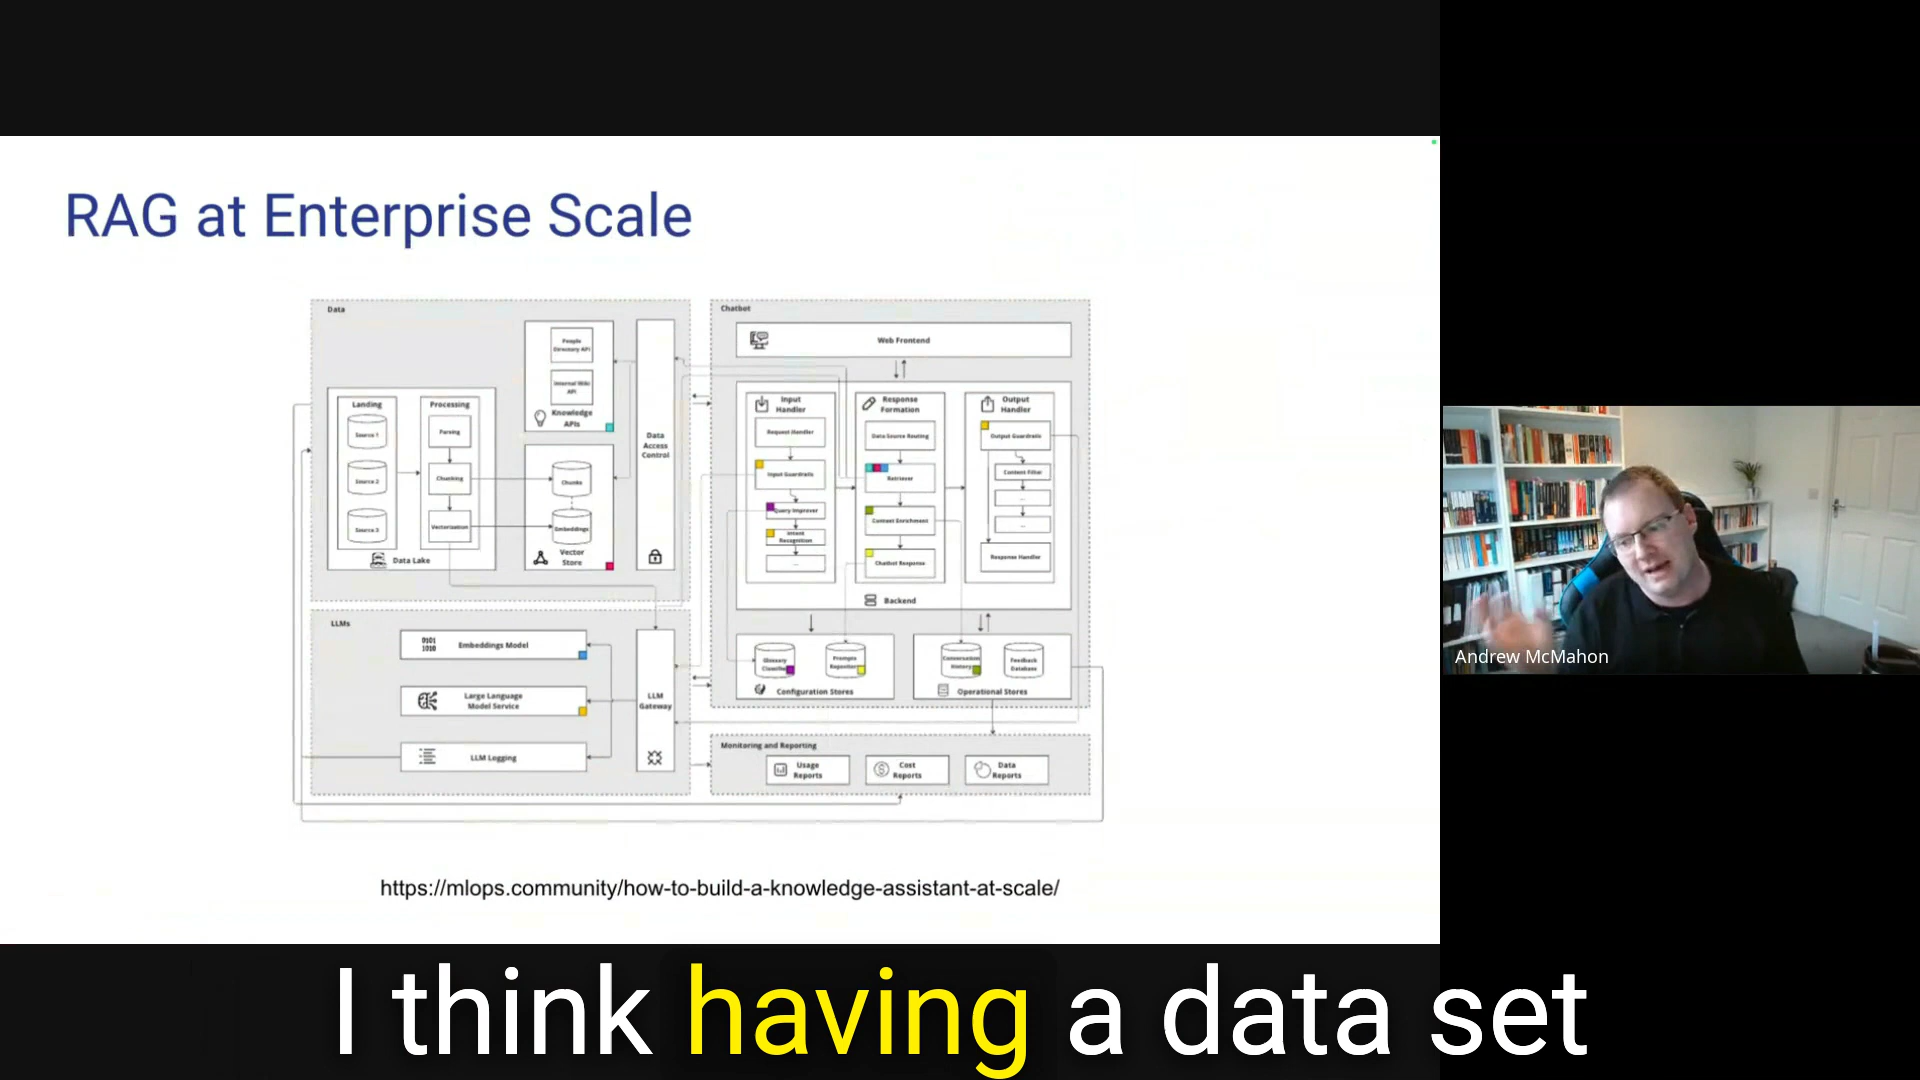 RAG at Enterprise Scale
Data
People
Directory API
Internal Wiki
API
Knowledge
APIs
Landing
Source 1
Source 2
Source 3
Processing
Parsing
Chunking
Vectorization
Data Lake
Chunks
Embeddings
Vector
Store
Data
Access
Control
LLMs
Embeddings Model
Large Language
Model Service
LLM Logging
LLM
Gateway
Chatbot
Web Frontend
Input
Handler
Request Handler
Input Guardrails
Query Improver
Intent
Recognition
...
Response
Formation
Data Source Routing
Retriever
Context Enrichment
Chatbot Response
Output
Handler
Output Guardrails
Content Filter
...
...
Response Handler
Backend
Glossary
Prompts
Repository
Configuration Stores
Conversation
History
Feedback
Database
Operational Stores
Monitoring and Reporting
Usage
Reports
Cost
Reports
Data
Reports
https://mlops.community/how-to-build-a-knowledge-assistant-at-scale/
Andrew McMahon
I think having a data set